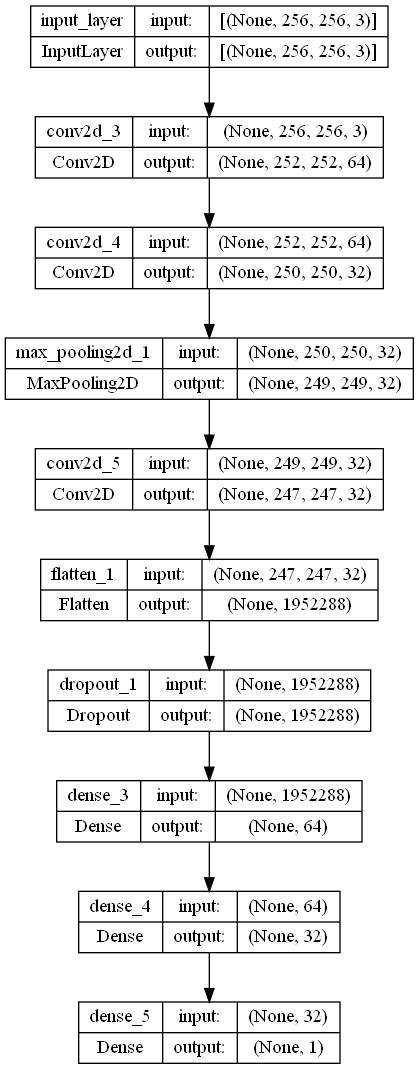 input_layer input: [(None, 256, 256, 3)]
InputLayer output: [(None, 256, 256, 3)]
conv2d_3 input: (None, 256, 256, 3)
Conv2D output: (None, 252, 252, 64)
conv2d_4 input: (None, 252, 252, 64)
Conv2D output: (None, 250, 250, 32)
max_pooling2d_1 input: (None, 250, 250, 32)
MaxPooling2D output: (None, 249, 249, 32)
conv2d_5 input: (None, 249, 249, 32)
Conv2D output: (None, 247, 247, 32)
flatten_1 input: (None, 247, 247, 32)
Flatten output: (None, 1952288)
dropout_1 input: (None, 1952288)
Dropout output: (None, 1952288)
dense_3 input: (None, 1952288)
Dense output: (None, 64)
dense_4 input: (None, 64)
Dense output: (None, 32)
dense_5 input: (None, 32)
Dense output: (None, 1)